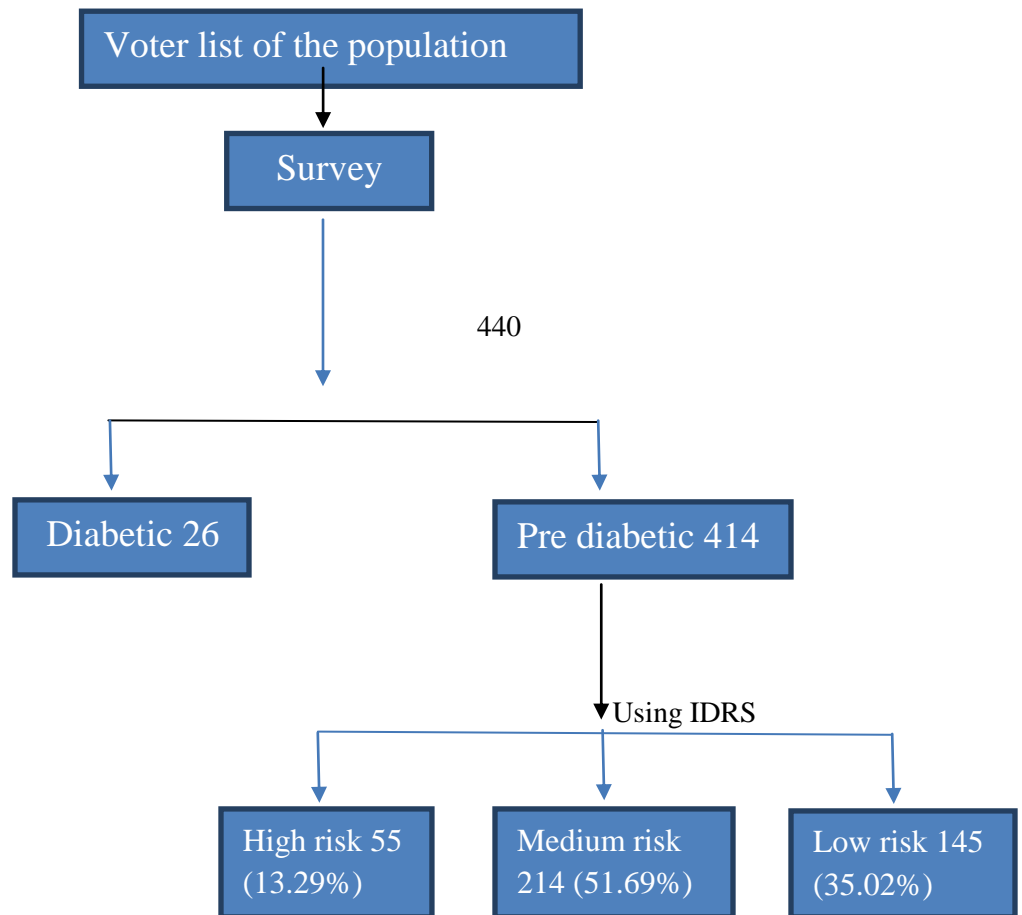 Voter list of the population
Survey
440
Diabetic 26
Pre diabetic 414
Using IDRS
High risk 55
(13.29%)
Medium risk
214 (51.69%)
Low risk 145
(35.02%)